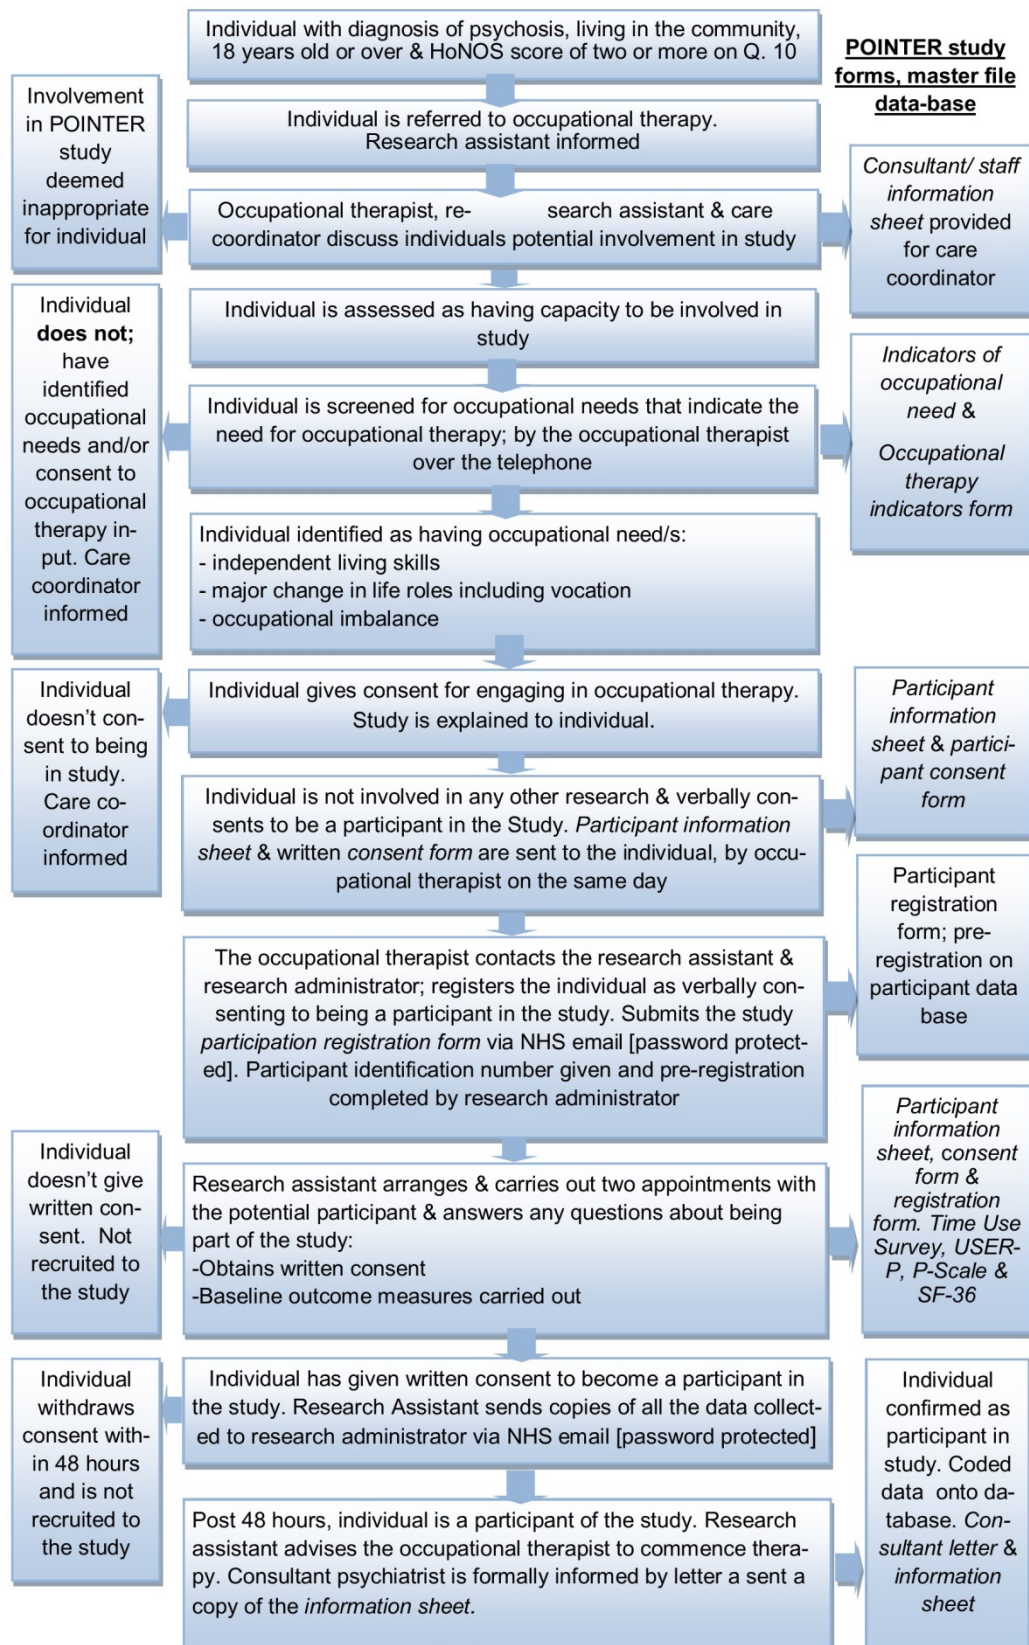 Individual with diagnosis of psychosis, living in the community,
18 years old or over & HoNOS score of two or more on Q. 10
POINTER study
forms, master file
data-base
Involvement
in POINTER
study
deemed
inappropriate
for individual
Individual is referred to occupational therapy.
Research assistant informed
Occupational therapist, re- search assistant & care
coordinator discuss individuals potential involvement in study
Consultant/ staff
information
sheet provided
for care
coordinator
Individual is assessed as having capacity to be involved in
study
Individual
does not;
have
identified
occupational
needs and/or
consent to
occupational
therapy in-
put. Care
coordinator
informed
Individual is screened for occupational needs that indicate the
need for occupational therapy; by the occupational therapist
over the telephone
Indicators of
occupational
need &
Occupational
therapy
indicators form
Individual identified as having occupational need/s:
- independent living skills
- major change in life roles including vocation
- occupational imbalance
Individual
doesn't con-
sent to being
in study.
Care co-
ordinator
informed
Individual gives consent for engaging in occupational therapy.
Study is explained to individual.
Participant
information
sheet & partici-
pant consent
form
Individual is not involved in any other research & verbally con-
sents to be a participant in the Study. Participant information
sheet & written consent form are sent to the individual, by occu-
pational therapist on the same day
Participant
registration
form; pre-
registration on
participant data
base
The occupational therapist contacts the research assistant &
research administrator; registers the individual as verbally con-
senting to being a participant in the study. Submits the study
participation registration form via NHS email [password protect-
ed]. Participant identification number given and pre-registration
completed by research administrator
Individual
doesn't give
written con-
sent. Not
recruited to
the study
Research assistant arranges & carries out two appointments with
the potential participant & answers any questions about being
part of the study:
-Obtains written consent
-Baseline outcome measures carried out
Participant
information
sheet, consent
form &
registration
form. Time Use
Survey, USER-
P, P-Scale &
SF-36
Individual
withdraws
consent with-
in 48 hours
and is not
recruited to
the study
Individual has given written consent to become a participant in
the study. Research Assistant sends copies of all the data collect-
ed to research administrator via NHS email [password protected]
Individual
confirmed as
participant in
study. Coded
data onto da-
tabase. Con-
sultant letter &
information
sheet
Post 48 hours, individual is a participant of the study. Research
assistant advises the occupational therapist to commence thera-
py. Consultant psychiatrist is formally informed by letter a sent a
copy of the information sheet.